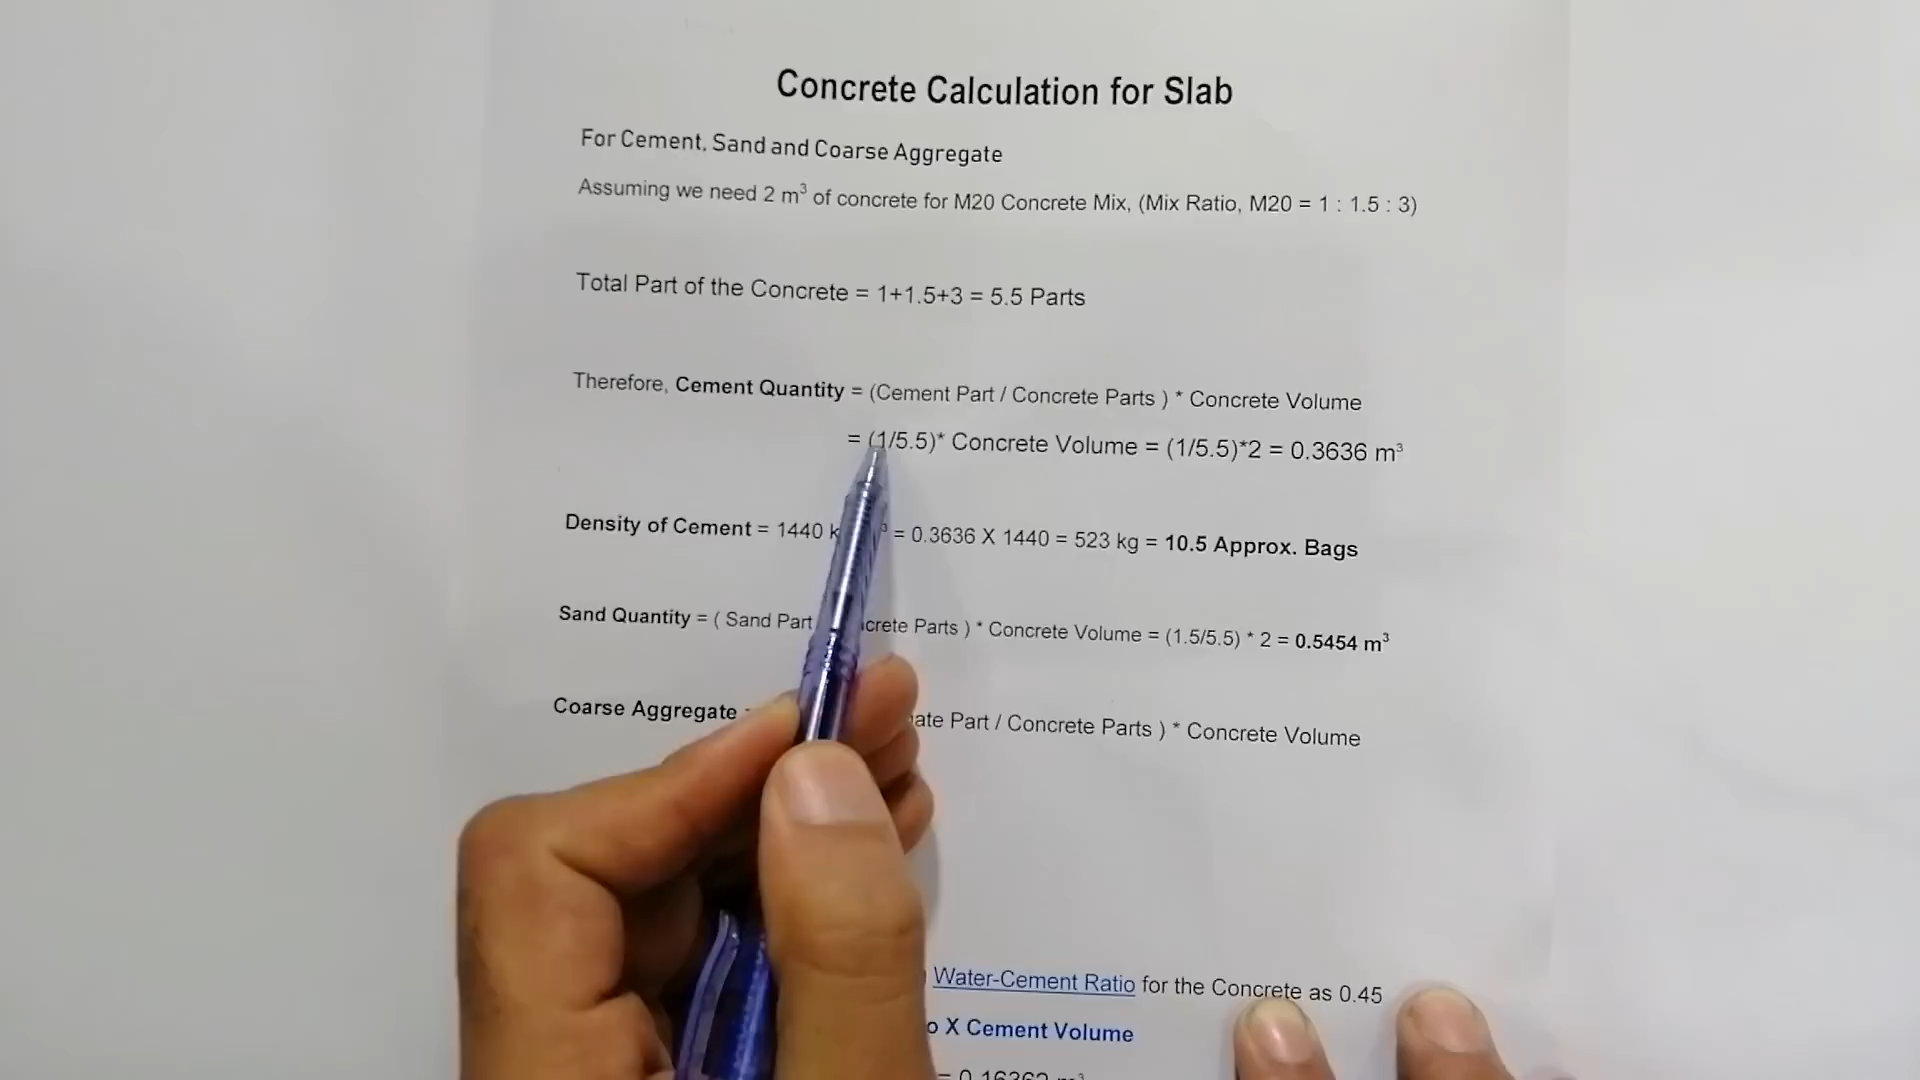 Concrete Calculation for Slab
For Cement, Sand and Coarse Aggregate
Assuming we need 2 m³ of concrete for M20 Concrete Mix, (Mix Ratio, M20 = 1 : 1.5 : 3)
Total Part of the Concrete = 1+1.5+3 = 5.5 Parts
Therefore, Cement Quantity = (Cement Part / Concrete Parts ) * Concrete Volume
= (1/5.5)* Concrete Volume = (1/5.5)*2 = 0.3636 m³
Density of Cement = 1440 k ³ = 0.3636 X 1440 = 523 kg = 10.5 Approx. Bags
Sand Quantity = ( Sand Part crete Parts ) * Concrete Volume = (1.5/5.5) * 2 = 0.5454 m³
Coarse Aggregate ate Part / Concrete Parts ) * Concrete Volume
Water-Cement Ratio for the Concrete as 0.45
o X Cement Volume